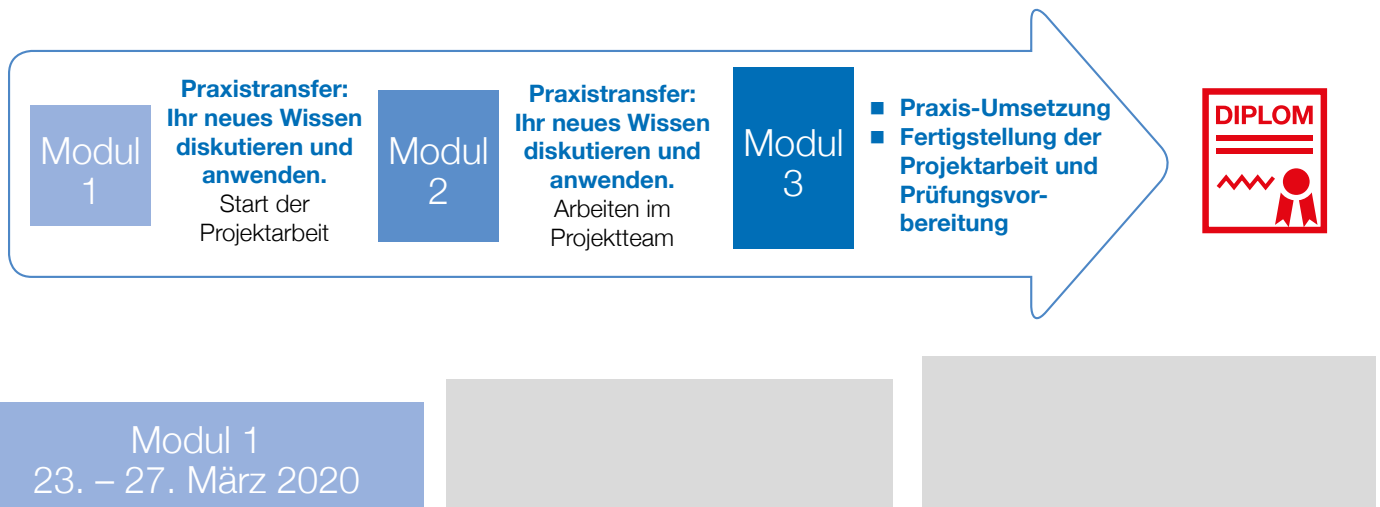 Modul
1
Praxistransfer:
Ihr neues Wissen
diskutieren und
anwenden.
Start der
Projektarbeit
Modul
2
Praxistransfer:
Ihr neues Wissen
diskutieren und
anwenden.
Arbeiten im
Projektteam
Modul
3
■ Praxis-Umsetzung
■ Fertigstellung der
Projektarbeit und
Prüfungsvor-
bereitung
DIPLOM
Modul 1
23. – 27. März 2020